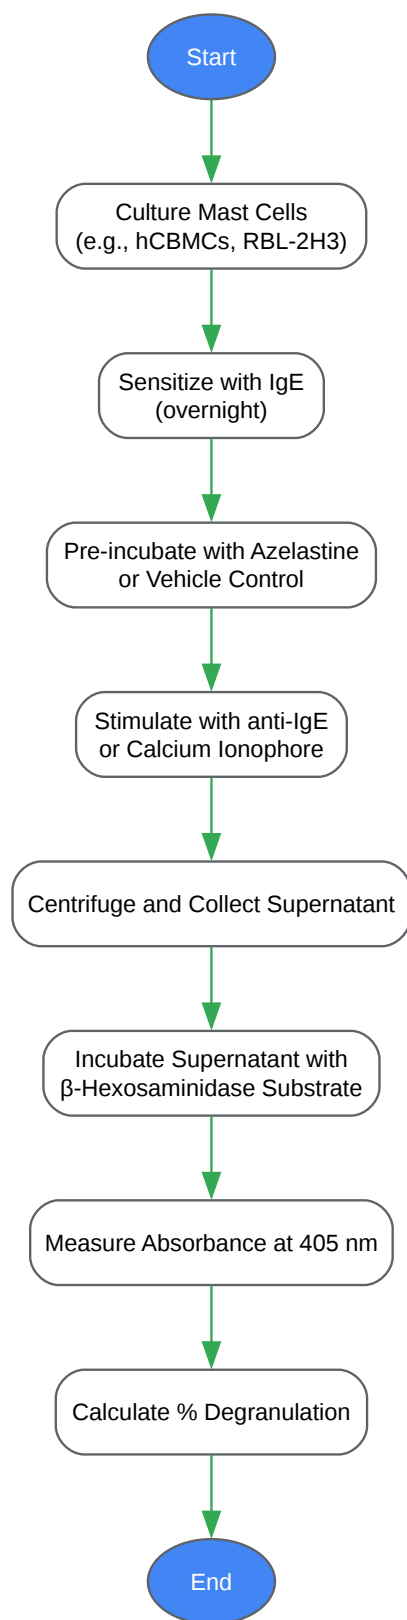 Start
Culture Mast Cells
(e.g., hCBMCs, RBL-2H3)
Sensitize with IgE
(overnight)
Pre-incubate with Azelastine
or Vehicle Control
Stimulate with anti-IgE
or Calcium Ionophore
Centrifuge and Collect Supernatant
Incubate Supernatant with
β-Hexosaminidase Substrate
Measure Absorbance at 405 nm
Calculate % Degranulation
End